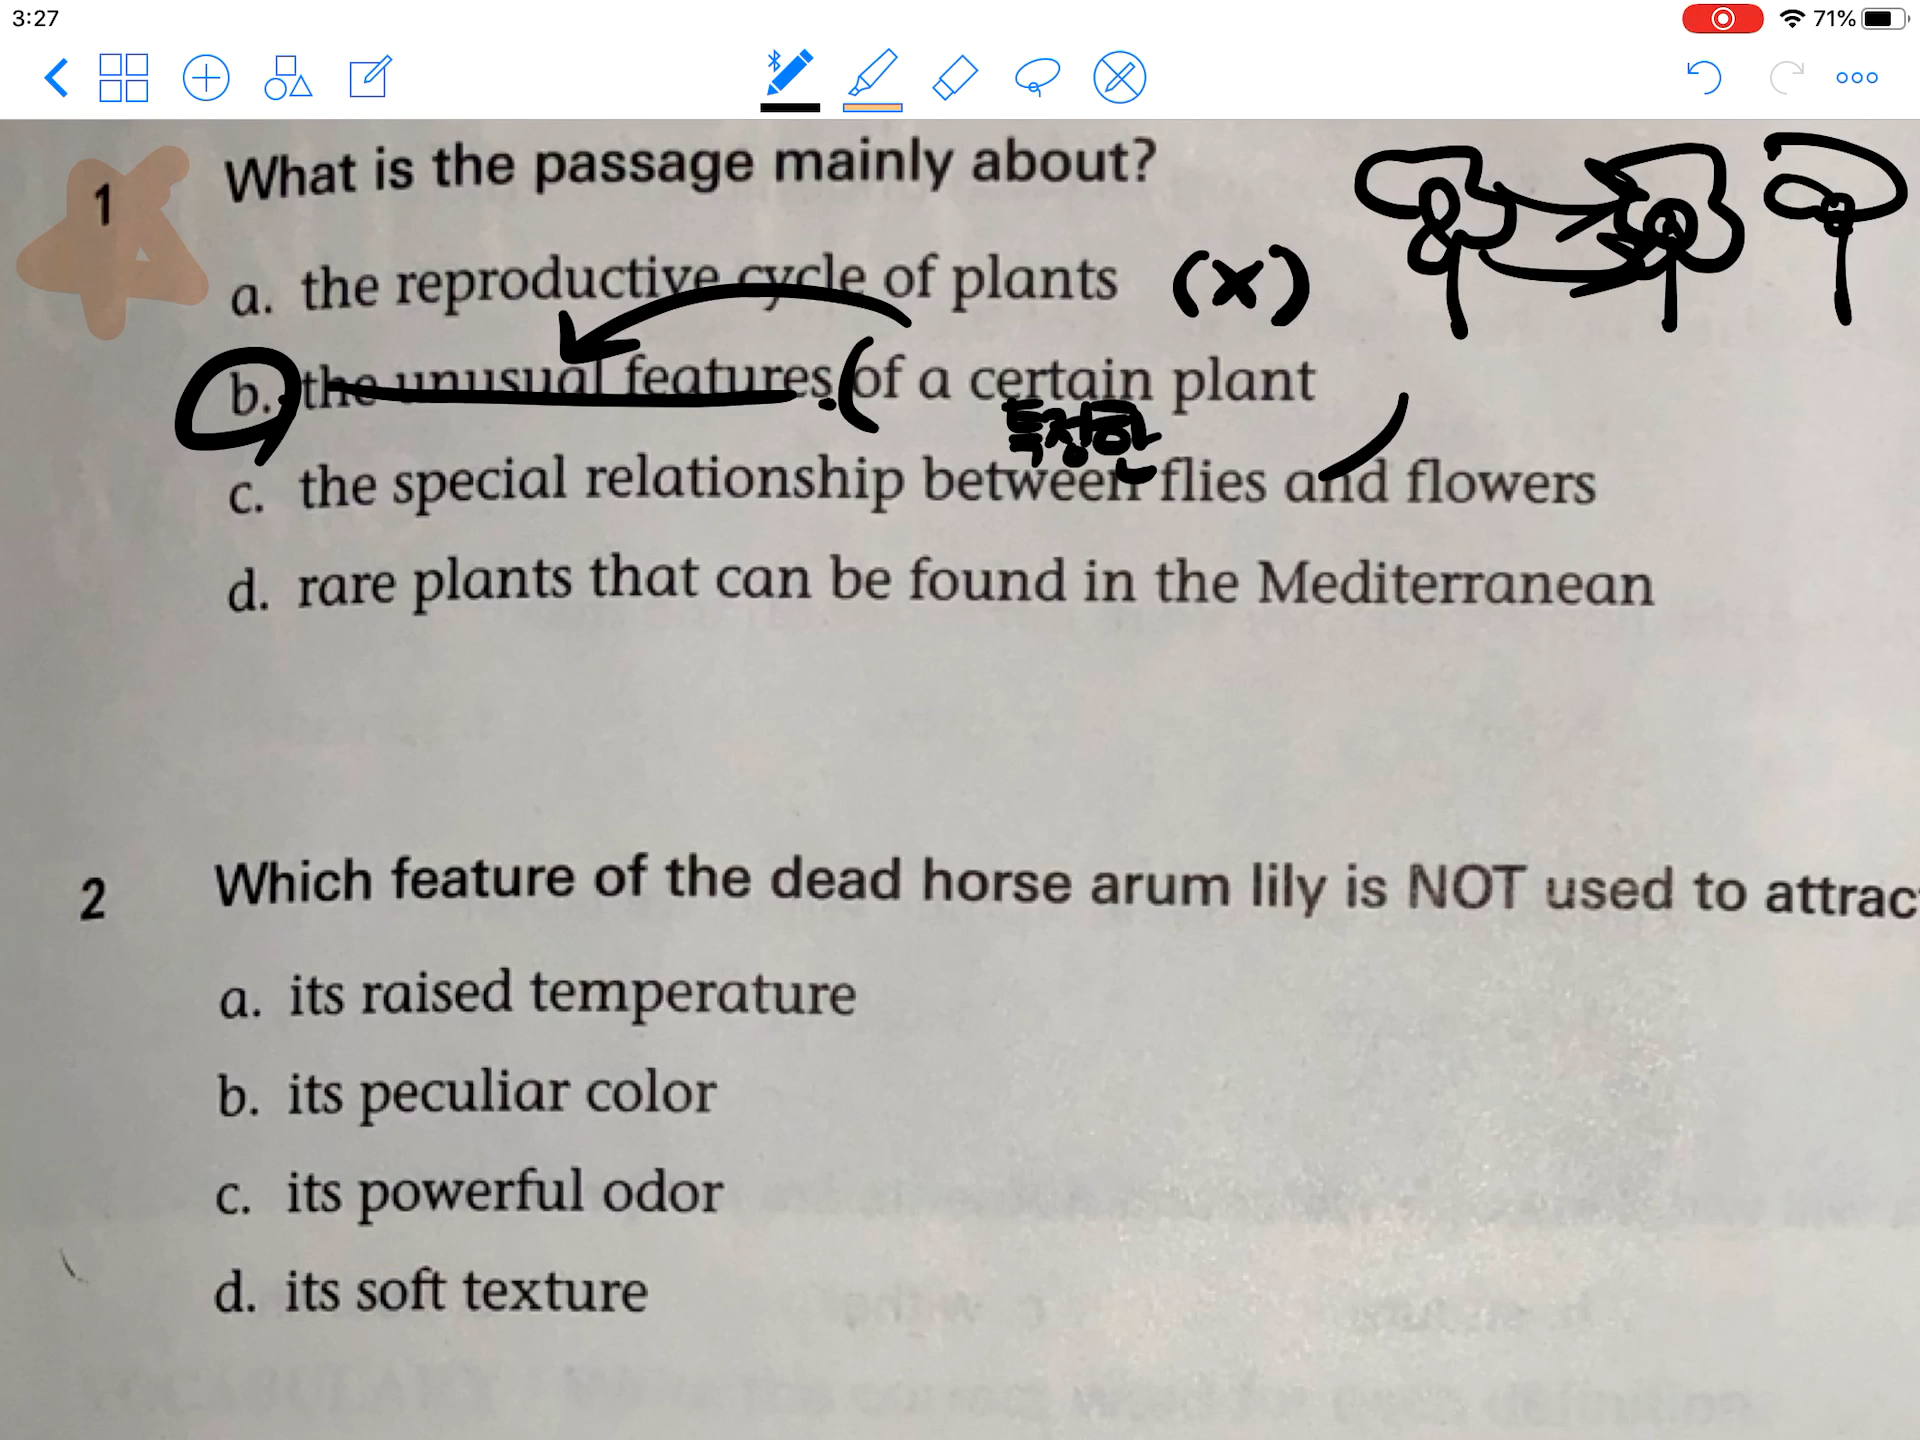 3:27
71%
1 What is the passage mainly about?
a. the reproductive cycle of plants (x)
b. the unusual features (of a certain plant
특정한
c. the special relationship between flies and flowers
d. rare plants that can be found in the Mediterranean
2 Which feature of the dead horse arum lily is NOT used to attrac
a. its raised temperature
b. its peculiar color
c. its powerful odor
d. its soft texture